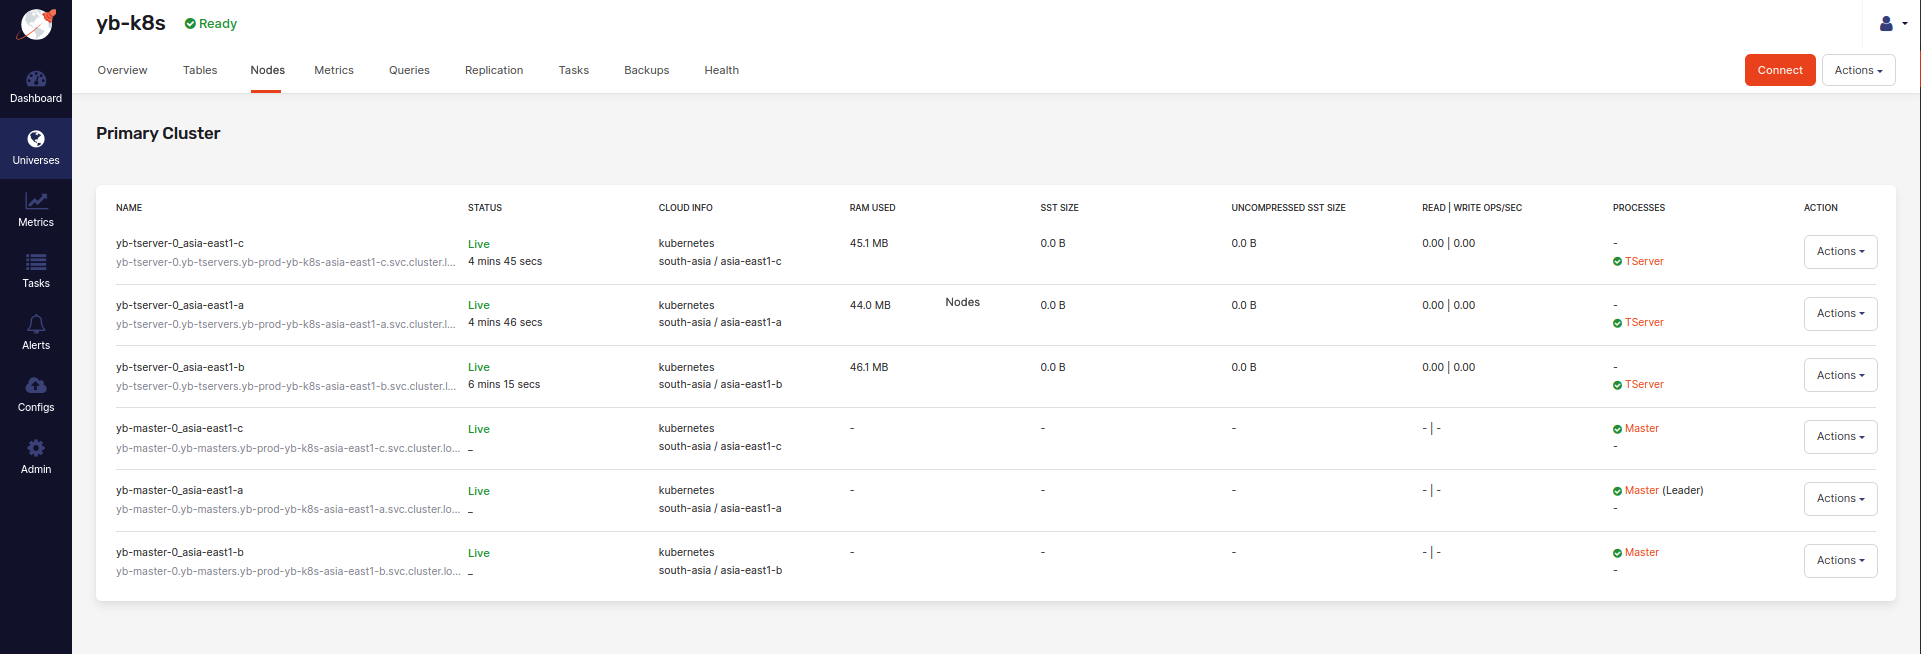 yb-k8s Ready
Overview Tables Nodes Metrics Queries Replication Tasks Backups Health Connect Actions
Dashboard
Universes
Metrics
Tasks
Alerts
Configs
Admin
Primary Cluster
NAME STATUS CLOUD INFO RAM USED SST SIZE UNCOMPRESSED SST SIZE READ | WRITE OPS/SEC PROCESSES ACTION
yb-tserver-0_asia-east1-c Live kubernetes 45.1 MB 0.0 B 0.0 B 0.00 | 0.00 - Actions
yb-tserver-0.yb-tservers.yb-prod-yb-k8s-asia-east1-c.svc.cluster.l... 4 mins 45 secs south-asia / asia-east1-c TServer
yb-tserver-0_asia-east1-a Live kubernetes 44.0 MB Nodes 0.0 B 0.0 B 0.00 | 0.00 - Actions
yb-tserver-0.yb-tservers.yb-prod-yb-k8s-asia-east1-a.svc.cluster.l... 4 mins 46 secs south-asia / asia-east1-a TServer
yb-tserver-0_asia-east1-b Live kubernetes 46.1 MB 0.0 B 0.0 B 0.00 | 0.00 - Actions
yb-tserver-0.yb-tservers.yb-prod-yb-k8s-asia-east1-b.svc.cluster.l... 6 mins 15 secs south-asia / asia-east1-b TServer
yb-master-0_asia-east1-c Live kubernetes - - - - | - Master Actions
yb-master-0.yb-masters.yb-prod-yb-k8s-asia-east1-c.svc.cluster.lo... _ south-asia / asia-east1-c -
yb-master-0_asia-east1-a Live kubernetes - - - - | - Master (Leader) Actions
yb-master-0.yb-masters.yb-prod-yb-k8s-asia-east1-a.svc.cluster.lo... _ south-asia / asia-east1-a -
yb-master-0_asia-east1-b Live kubernetes - - - - | - Master Actions
yb-master-0.yb-masters.yb-prod-yb-k8s-asia-east1-b.svc.cluster.lo... _ south-asia / asia-east1-b -